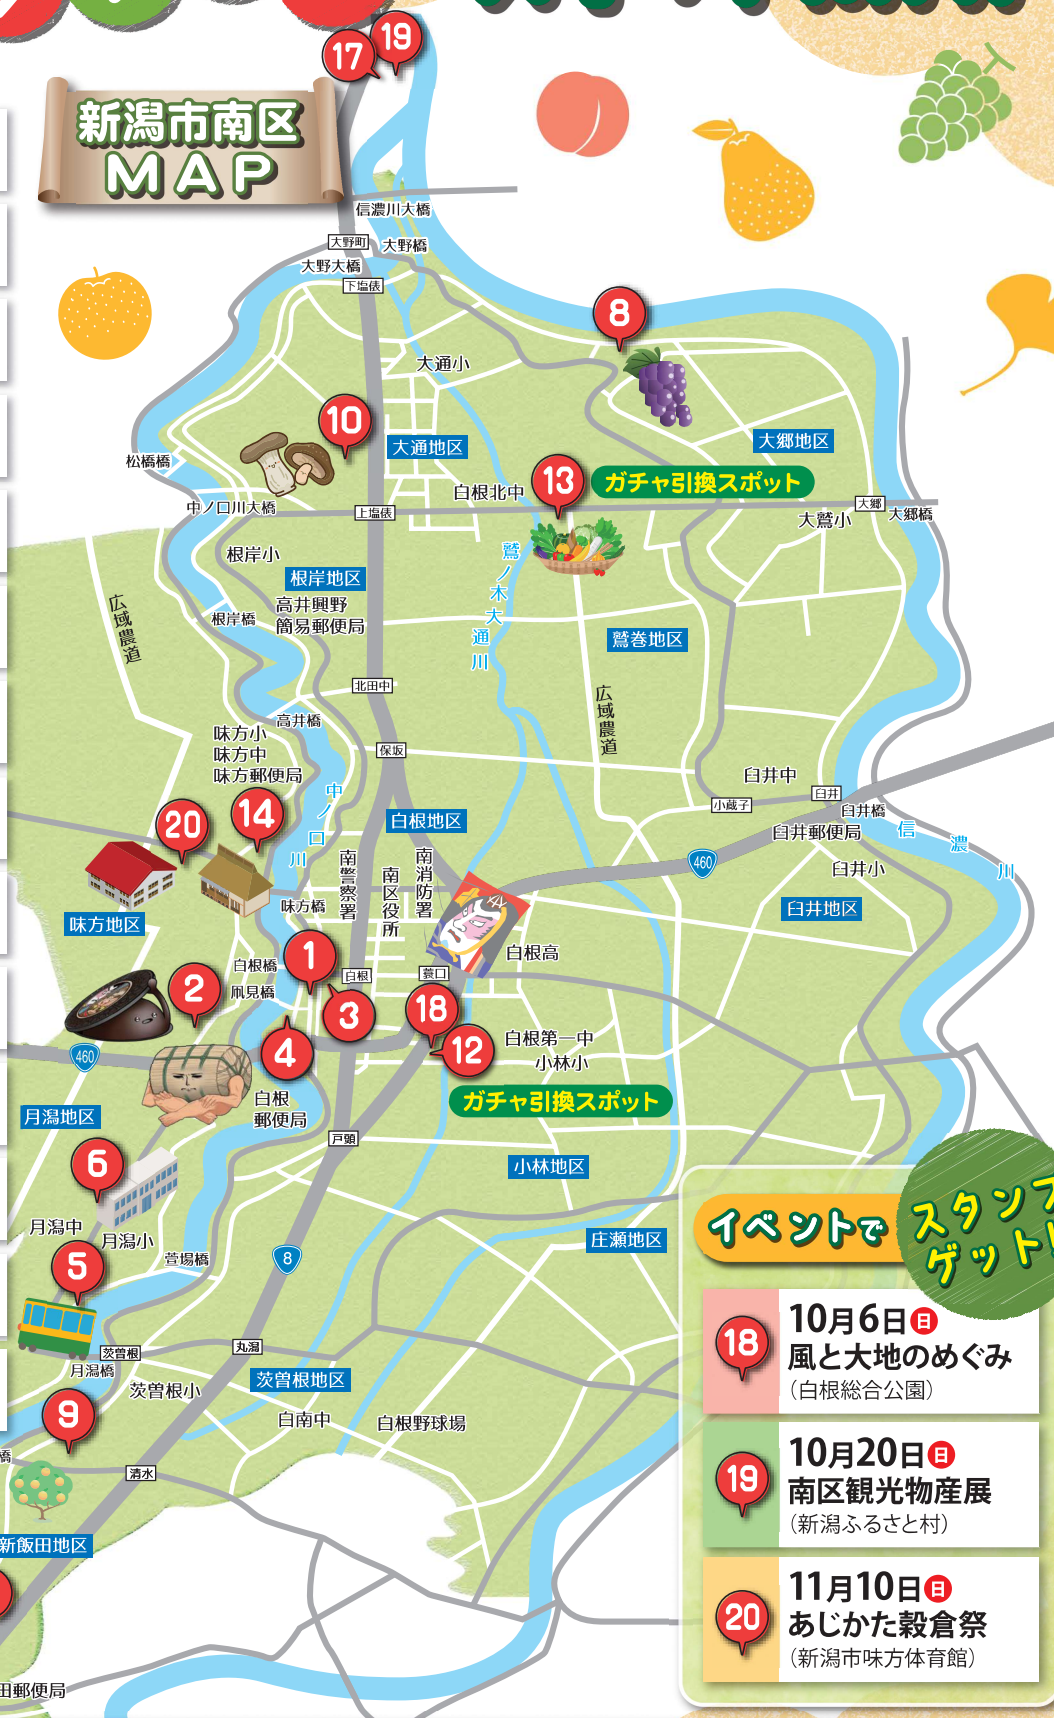 17
19
新潟市南区
MAP
信濃川大橋
大野町
大野橋
大野大橋
下塩俵
8
大通小
10
大通地区
大郷地区
松橋橋
白根北中
13
ガチャ引換スポット
中ノ口川大橋
上塩俵
大郷
大鷲小
大郷橋
根岸小
鷲ノ木大通川
根岸地区
広域農道
高井興野
簡易郵便局
根岸橋
鷲巻地区
北田中
広域農道
高井橋
味方小
味方中
味方郵便局
保坂
中ノ口川
臼井中
臼井
小蔵子
臼井橋
臼井郵便局
信濃川
20
14
白根地区
460
臼井小
南警察署
南区役所
南消防署
味方橋
味方地区
臼井地区
白根高
白根橋
1
白根
蓑口
2
凧見橋
3
18
4
12
白根第一中
小林小
460
白根
郵便局
ガチャ引換スポット
月潟地区
戸頭
小林地区
6
月潟中
月潟小
庄瀬地区
萱場橋
8
5
茨曽根
丸潟
月潟橋
茨曽根小
茨曽根地区
9
白南中
白根野球場
橋
清水
新飯田地区
田郵便局
イベントで
スタンプ
ゲット!
18
10月6日日
風と大地のめぐみ
（白根総合公園）
19
10月20日日
南区観光物産展
（新潟ふるさと村）
20
11月10日日
あじかた穀倉祭
（新潟市味方体育館）